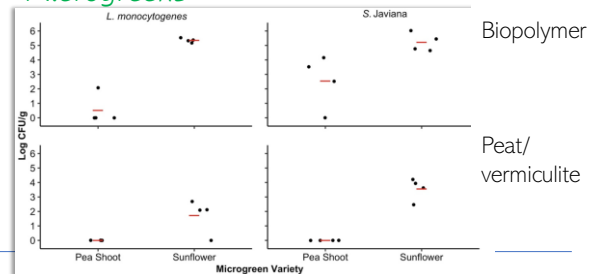 Microgreens
L. monocytogenes
S. Javiana
Biopolymer
6
5
4
3
2
1
0
Log CFU/g
Peat/
vermiculite
6
5
4
3
2
1
0
Pea Shoot
Sunflower
Pea Shoot
Sunflower
Microgreen Variety